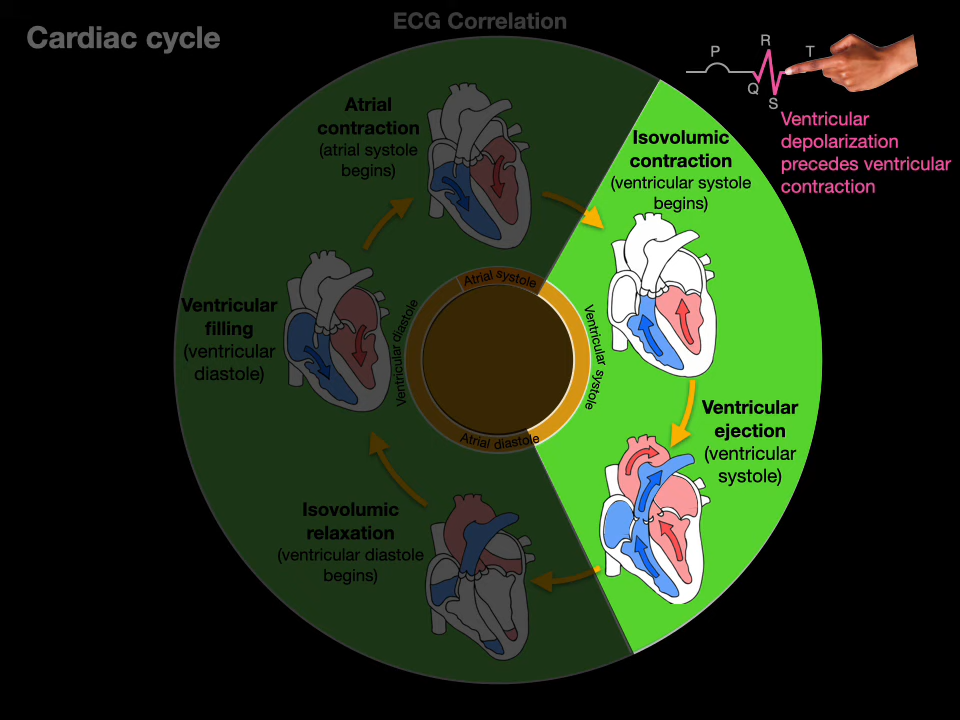 ECG Correlation
Cardiac cycle
P
R
T
Q
S
Ventricular
depolarization
precedes ventricular
contraction
Atrial
contraction
(atrial systole
begins)
Isovolumic
contraction
(ventricular systole
begins)
Ventricular
filling
(ventricular
diastole)
Atrial systole
Ventricular diastole
Ventricular systole
Atrial diastole
Ventricular
ejection
(ventricular
systole)
Isovolumic
relaxation
(ventricular diastole
begins)